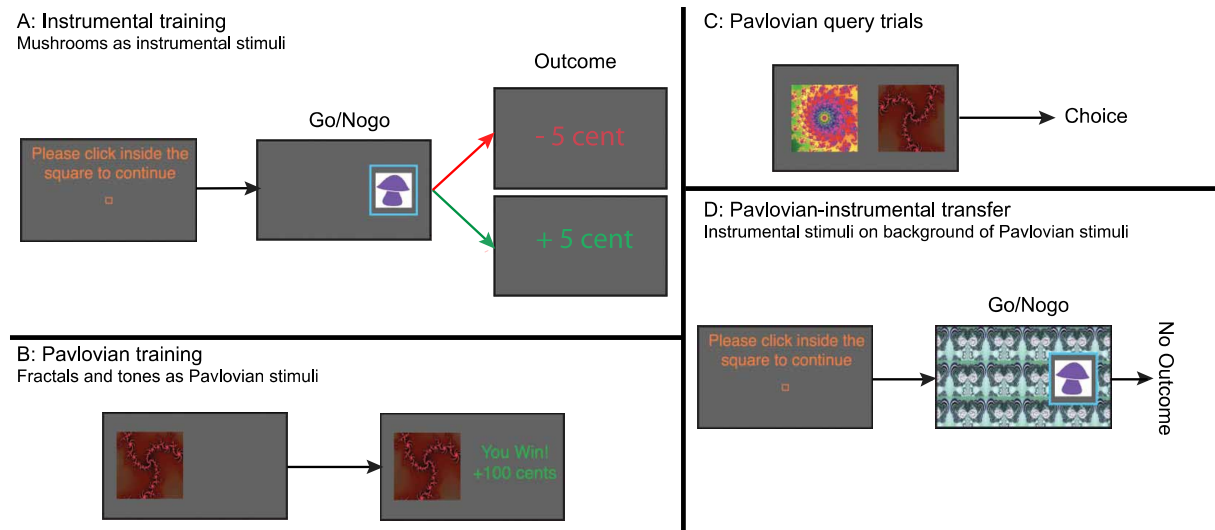 A: Instrumental training
Mushrooms as instrumental stimuli
Outcome
Go/Nogo
Please click inside the
square to continue
- 5 cent
+ 5 cent
B: Pavlovian training
Fractals and tones as Pavlovian stimuli
You Win!
+100 cents
C: Pavlovian query trials
Choice
D: Pavlovian-instrumental transfer
Instrumental stimuli on background of Pavlovian stimuli
Go/Nogo
Please click inside the
square to continue
No Outcome